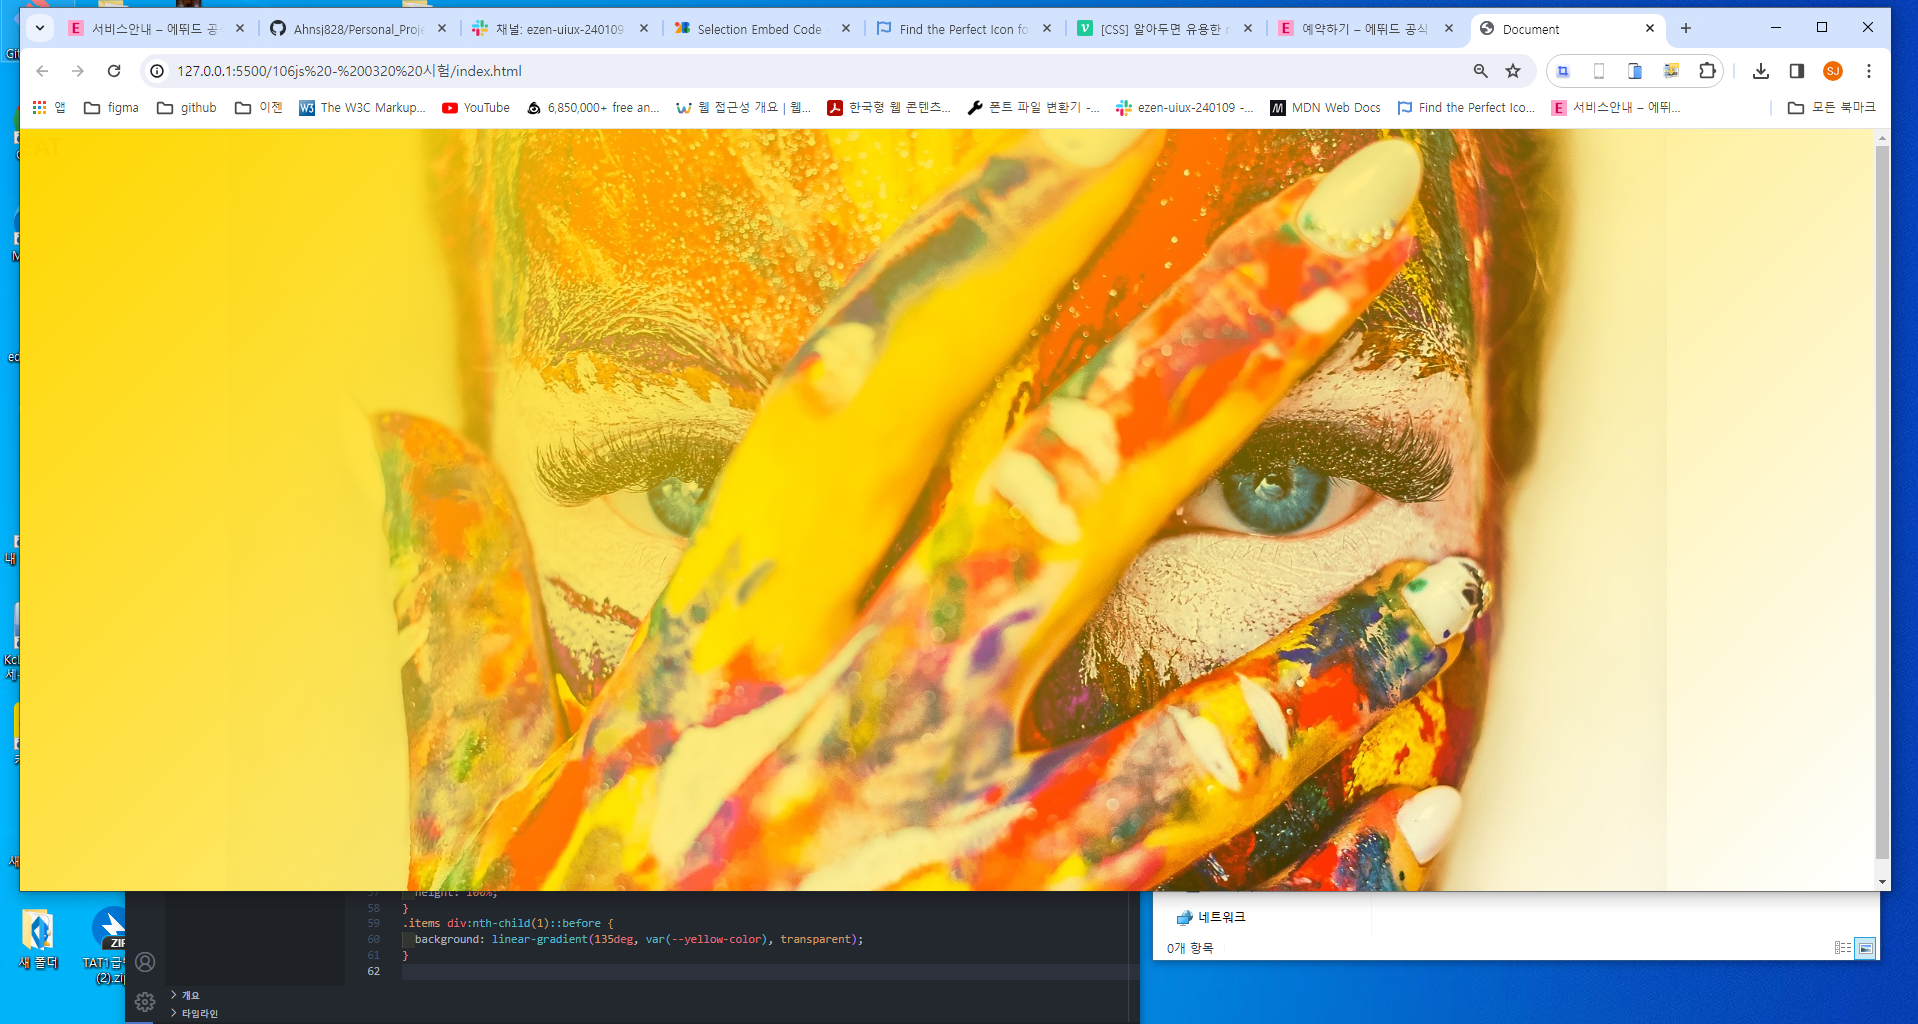 서비스안내 – 에뛰드 공
Ahnsj828/Personal_Proje
채널: ezen-uiux-240109
Selection Embed Code -
Find the Perfect Icon fo
[CSS] 알아두면 유용한
예약하기 – 에뛰드 공식
Document
127.0.0.1:5500/106js%20-%200320%20시험/index.html
SJ
앱
figma
github
이젠
The W3C Markup...
YouTube
6,850,000+ free an...
웹 접근성 개요 | 웹...
한국형 웹 콘텐츠...
폰트 파일 변환기 -...
ezen-uiux-240109 -...
MDN Web Docs
Find the Perfect Ico...
서비스안내 – 에뛰...
모든 북마크
TAT
height: 100%;
58 }
59 .items div:nth-child(1)::before {
60 background: linear-gradient(135deg, var(--yellow-color), transparent);
61 }
62
네트워크
0개 항목
새 폴더
ZIP
TAT1급
(2).zip
개요
타임라인